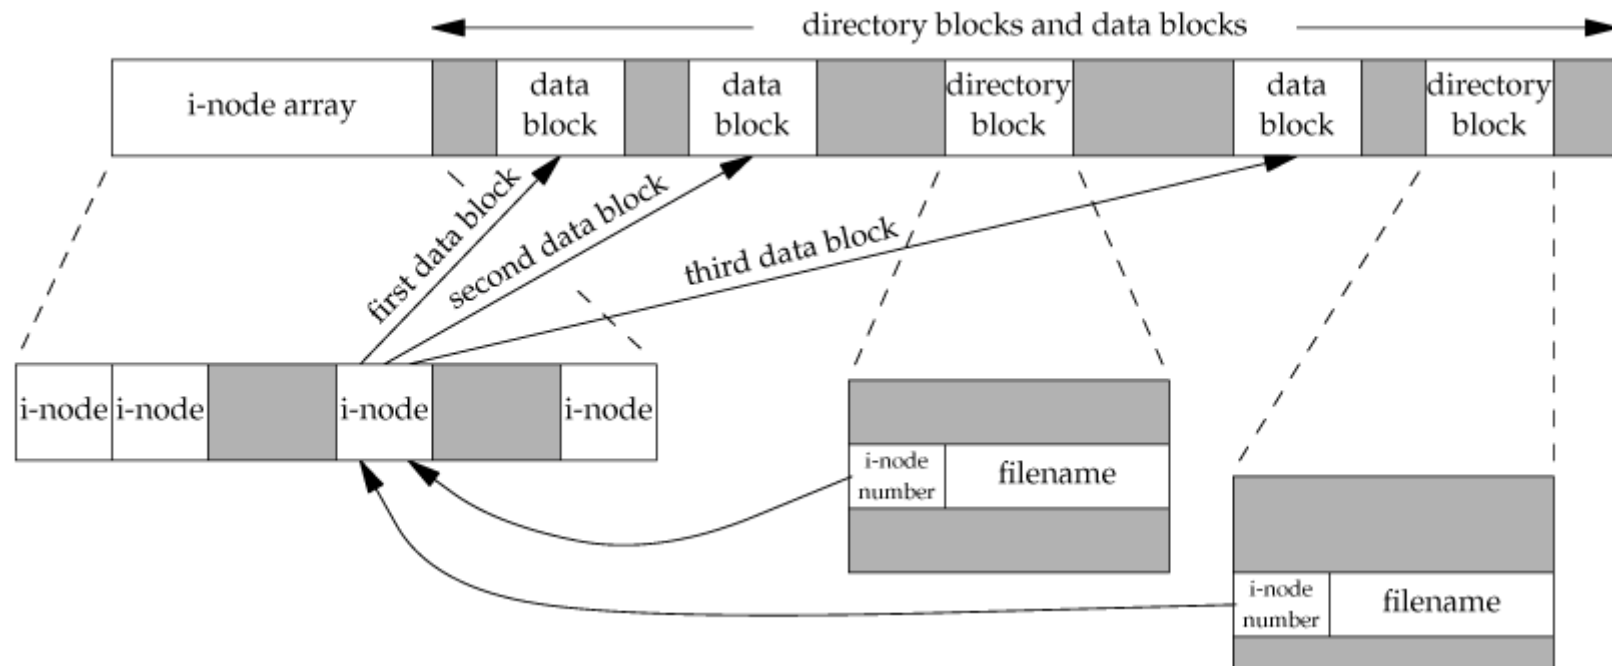 directory blocks and data blocks
i-node array
data
block
data
block
directory
block
data
block
directory
block
first data block
second data block
third data block
i-node
i-node
i-node
i-node
i-node
number
filename
i-node
number
filename